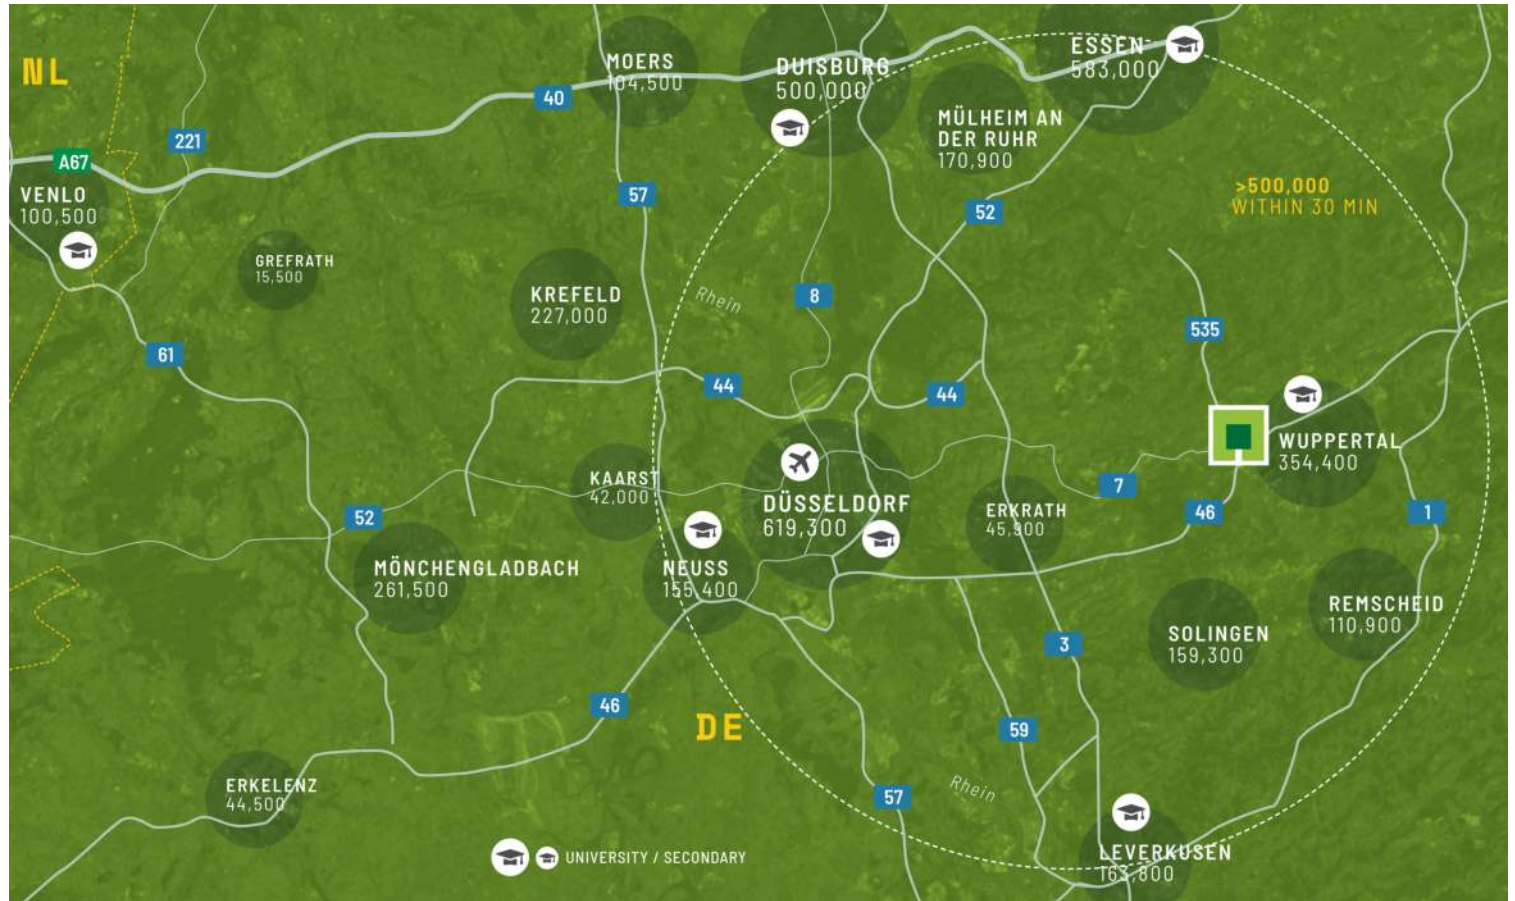 NL
MOERS
104,500
DUISBURG
500,000
ESSEN
583,000
40
MÜLHEIM AN
DER RUHR
170,900
221
A67
VENLO
100,500
57
52
>500,000
WITHIN 30 MIN
GREFRATH
15,500
KREFELD
227,000
Rhein
8
535
61
44
44
WUPPERTAL
354,400
KAARST
42,000
7
DÜSSELDORF
619,300
ERKRATH
45,900
46
1
52
MÖNCHENGLADBACH
261,500
NEUSS
155,400
REMSCHEID
110,900
SOLINGEN
159,300
3
46
DE
59
ERKELENZ
44,500
57
Rhein
UNIVERSITY / SECONDARY
LEVERKUSEN
163,800